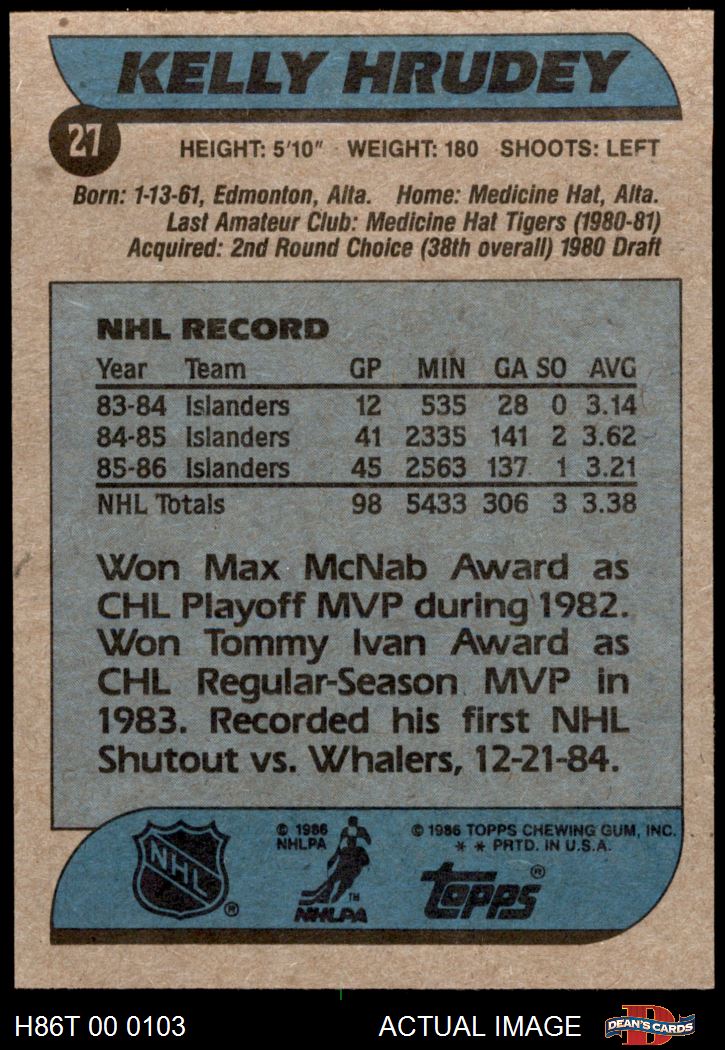 KELLY HRUDEY
27
HEIGHT: 5'10" WEIGHT: 180 SHOOTS: LEFT
Born: 1-13-61, Edmonton, Alta. Home: Medicine Hat, Alta.
Last Amateur Club: Medicine Hat Tigers (1980-81)
Acquired: 2nd Round Choice (38th overall) 1980 Draft
NHL RECORD
Year Team GP MIN GA SO AVG
83-84 Islanders 12 535 28 0 3.14
84-85 Islanders 41 2335 141 2 3.62
85-86 Islanders 45 2563 137 1 3.21
NHL Totals 98 5433 306 3 3.38
Won Max McNab Award as
CHL Playoff MVP during 1982.
Won Tommy Ivan Award as
CHL Regular-Season MVP in
1983. Recorded his first NHL
Shutout vs. Whalers, 12-21-84.
NHL ®
© 1986
NHLPA
TM
NHLPA
© 1986 TOPPS CHEWING GUM, INC.
* * PRTD. IN U.S.A.
Topps ®
H86T 00 0103 ACTUAL IMAGE
D
DEAN'S CARDS